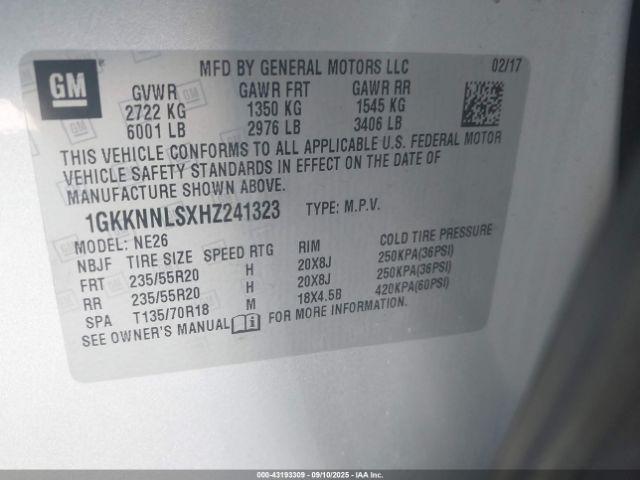 GM
MFD BY GENERAL MOTORS LLC 02/17
GVWR GAWR FRT GAWR RR
2722 KG 1350 KG 1545 KG
6001 LB 2976 LB 3406 LB
THIS VEHICLE CONFORMS TO ALL APPLICABLE U.S. FEDERAL MOTOR
VEHICLE SAFETY STANDARDS IN EFFECT ON THE DATE OF
MANUFACTURE SHOWN ABOVE.
1GKKNNLSXHZ241323 TYPE: M.P.V.
MODEL: NE26
NBJF TIRE SIZE SPEED RTG RIM COLD TIRE PRESSURE
FRT 235/55R20 H 20X8J 250KPA(36PSI)
RR 235/55R20 H 20X8J 250KPA(36PSI)
SPA T135/70R18 M 18X4.5B 420KPA(60PSI)
SEE OWNER'S MANUAL FOR MORE INFORMATION.
000-43193309 - 09/10/2025 - IAAI.COM